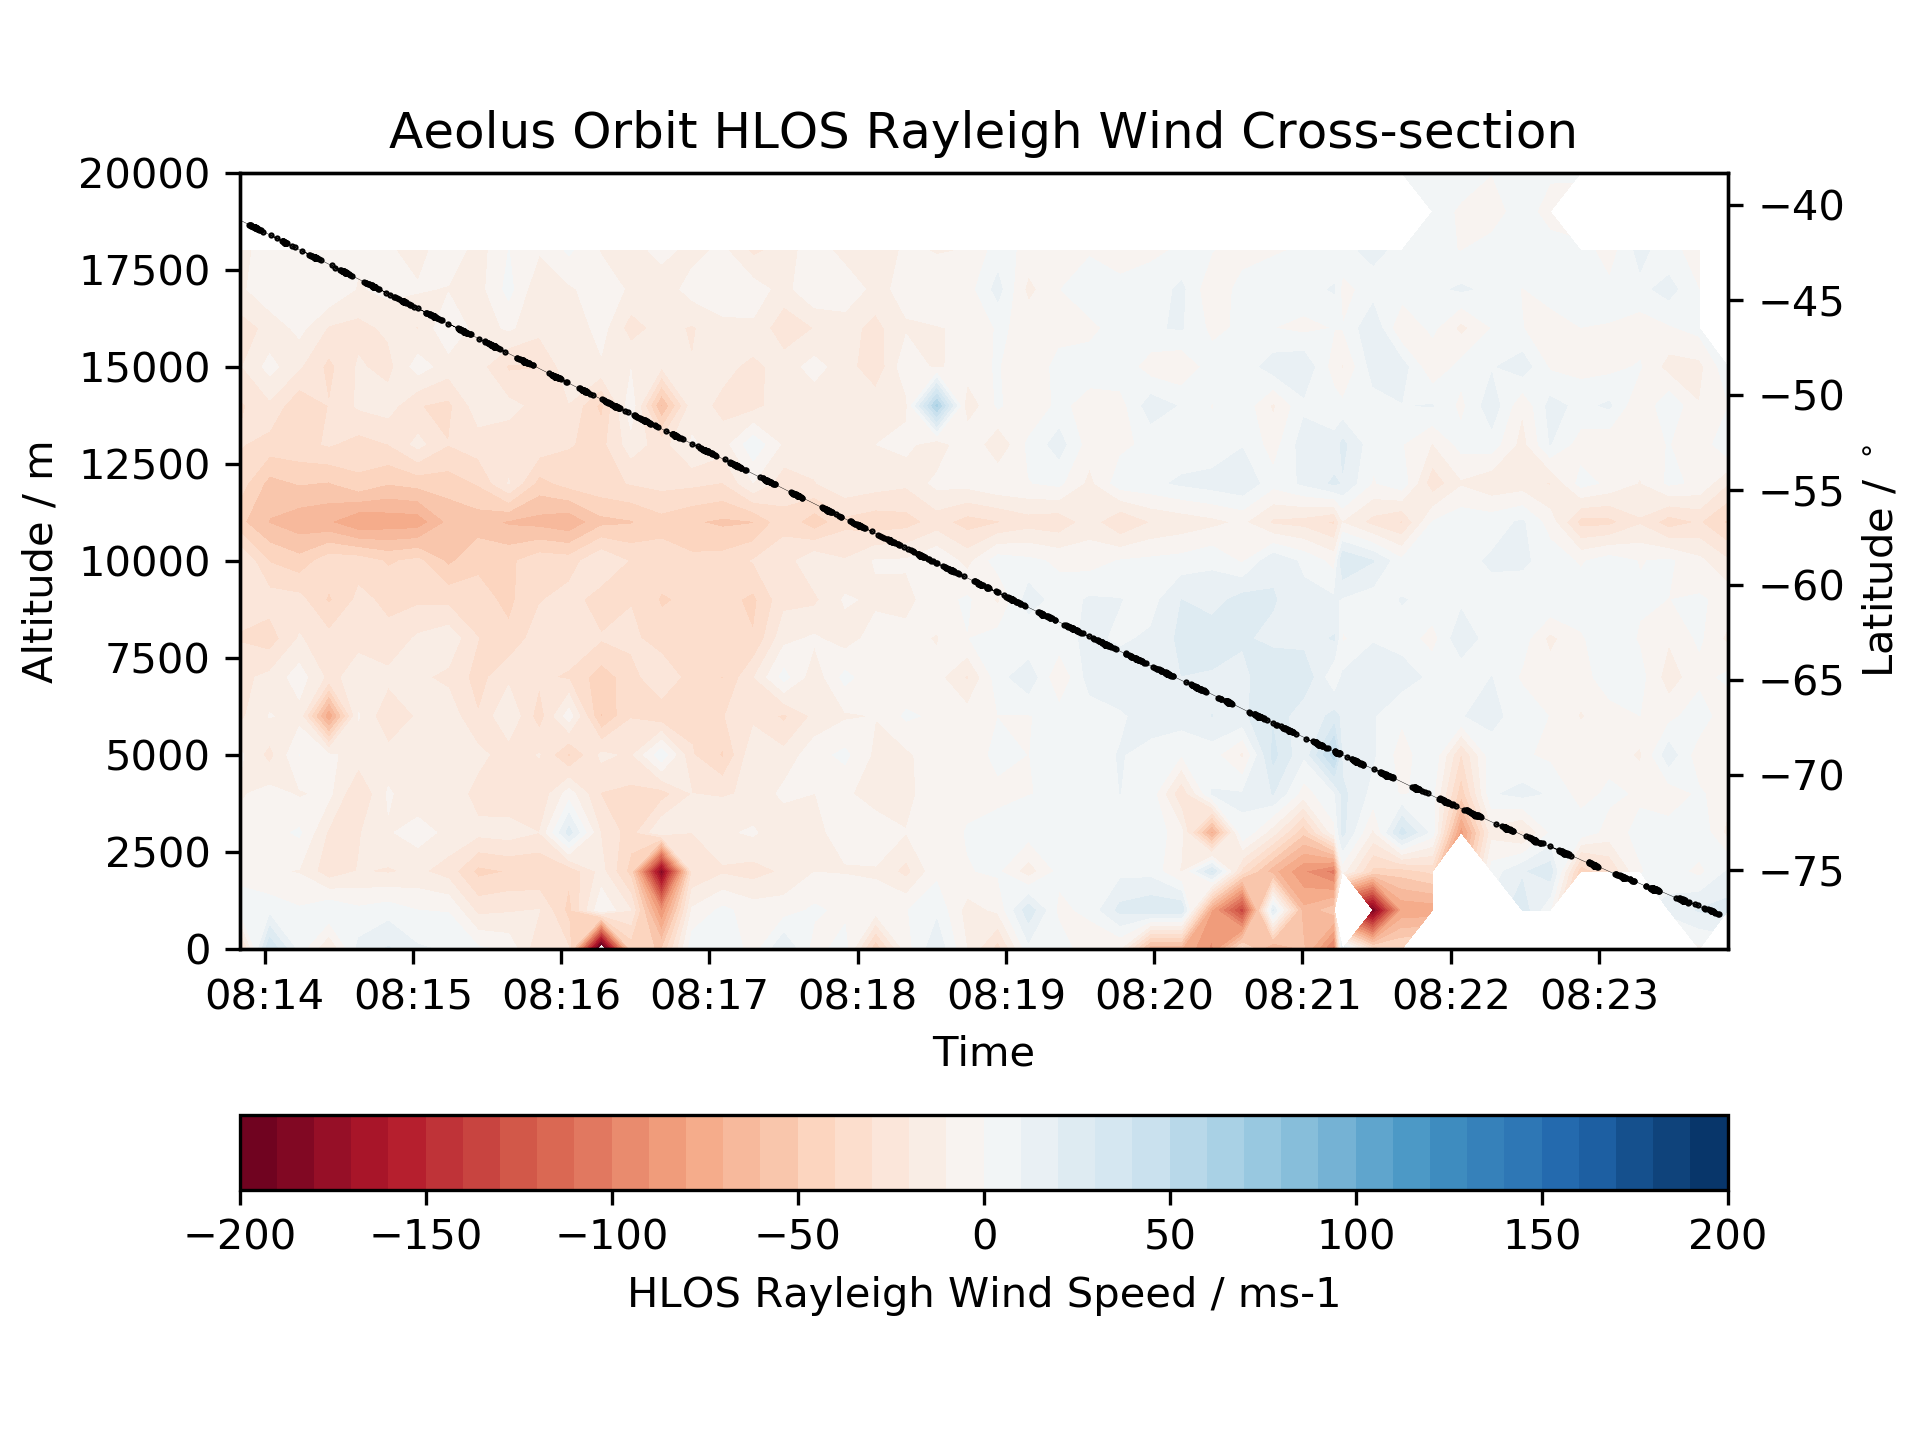 Aeolus Orbit HLOS Rayleigh Wind Cross-section
20000
17500
15000
12500
10000
7500
5000
2500
0
Altitude / m
−40
−45
−50
−55
−60
−65
−70
−75
Latitude / °
08:14 08:15 08:16 08:17 08:18 08:19 08:20 08:21 08:22 08:23
Time
−200 −150 −100 −50 0 50 100 150 200
HLOS Rayleigh Wind Speed / ms-1